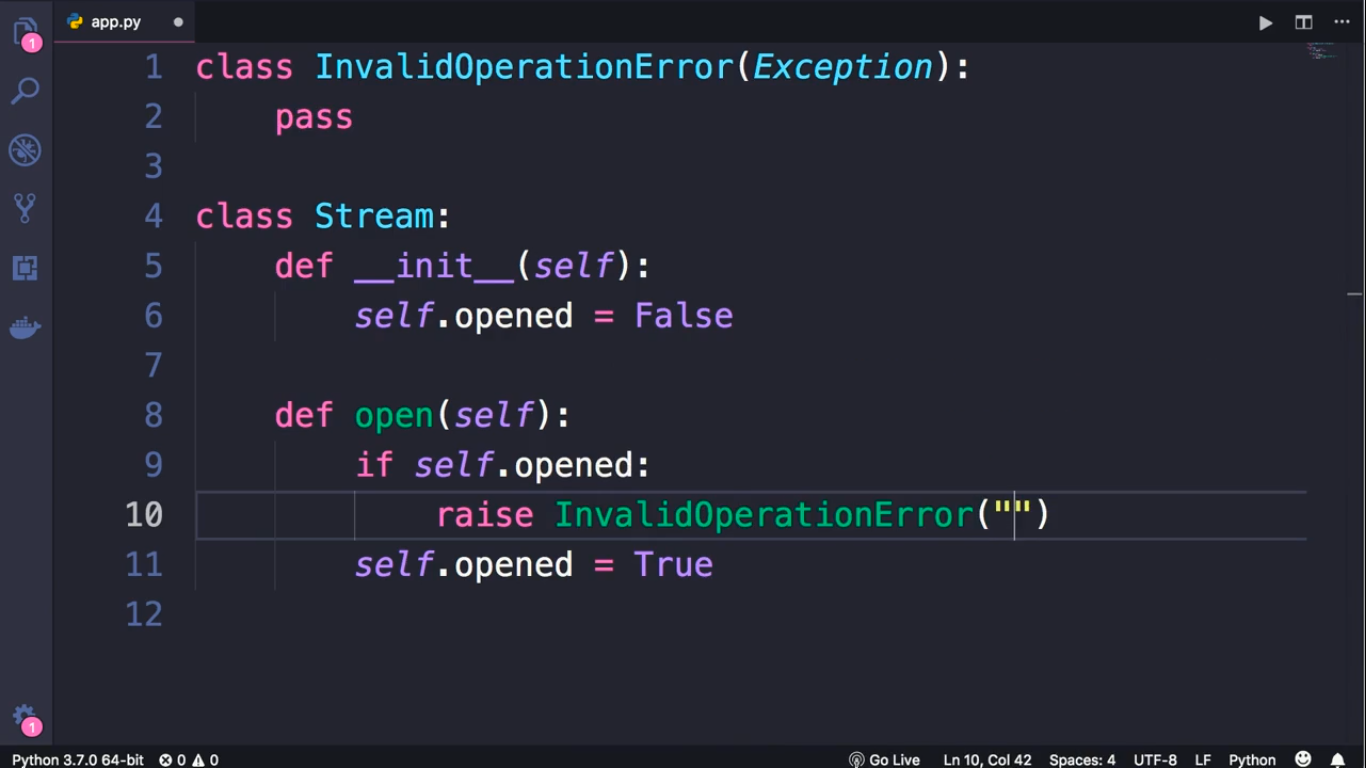 app.py
1
1 class InvalidOperationError(Exception):
2     pass
3
4 class Stream:
5     def __init__(self):
6         self.opened = False
7
8     def open(self):
9         if self.opened:
10             raise InvalidOperationError("")
11         self.opened = True
12
1
Python 3.7.0 64-bit 0 0 Go Live Ln 10, Col 42 Spaces: 4 UTF-8 LF Python